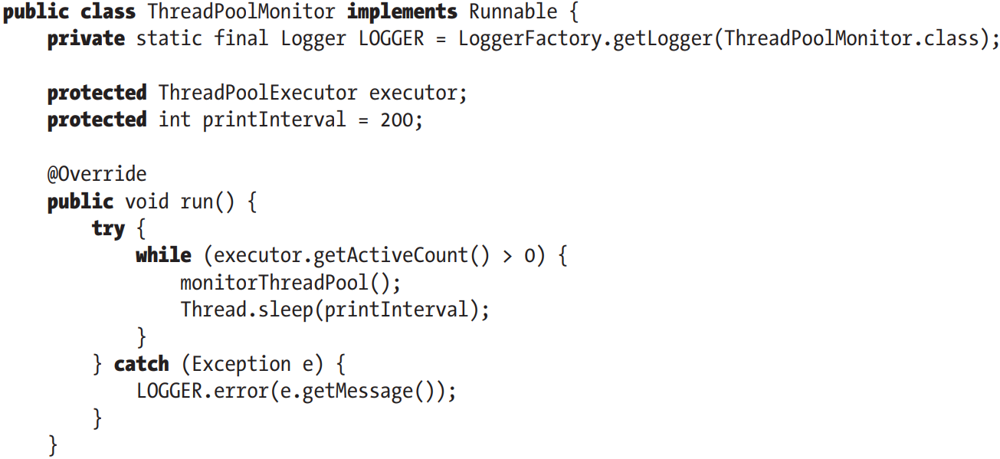 public class ThreadPoolMonitor implements Runnable {
    private static final Logger LOGGER = LoggerFactory.getLogger(ThreadPoolMonitor.class);

    protected ThreadPoolExecutor executor;
    protected int printInterval = 200;

    @Override
    public void run() {
        try {
            while (executor.getActiveCount() > 0) {
                monitorThreadPool();
                Thread.sleep(printInterval);
            }
        } catch (Exception e) {
            LOGGER.error(e.getMessage());
        }
    }